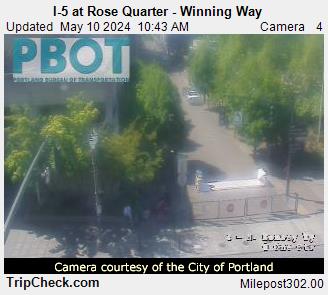 I-5 at Rose Quarter - Winning Way
Updated May 10 2024 10:43 AM Camera 4
PBOT
PORTLAND BUREAU OF TRANSPORTATION
Camera courtesy of the City of Portland
TripCheck.com Milepost302.00